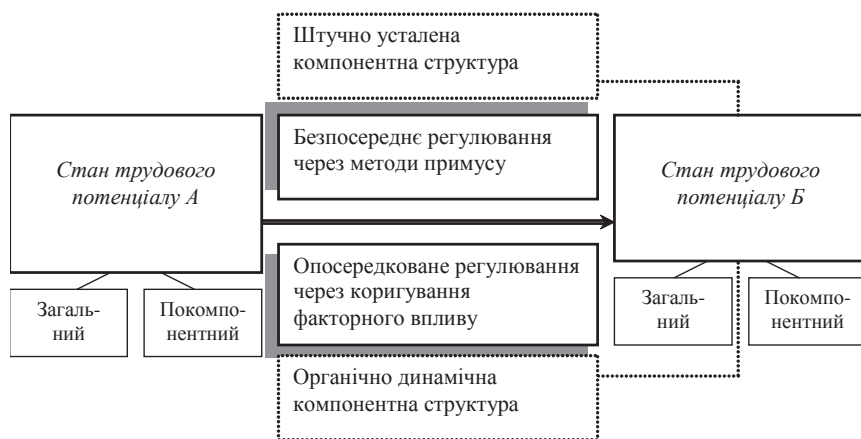 Штучно усталена
компонентна структура
Безпосереднє регулювання
через методи примусу
Стан трудового
потенціалу А
Стан трудового
потенціалу Б
Опосередковане регулювання
через коригування
факторного впливу
Загаль-
ний
Покомпо-
нентний
Загаль-
ний
Покомпо-
нентний
Органічно динамічна
компонентна структура